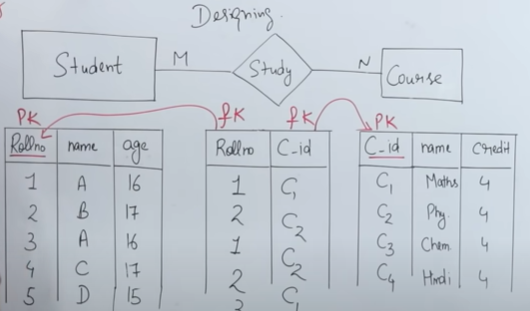 Designing.
Student M Study N Course
PK fK fK PK
Rollno name age Rollno C-id C-id name Credit
1 A 16 1 C1 C1 Maths 4
2 B 17 2 C2 C2 Phy. 4
3 A 16 1 C2 C3 Chem 4
4 C 17 2 C2 C4 Hindi 4
5 D 15 C1